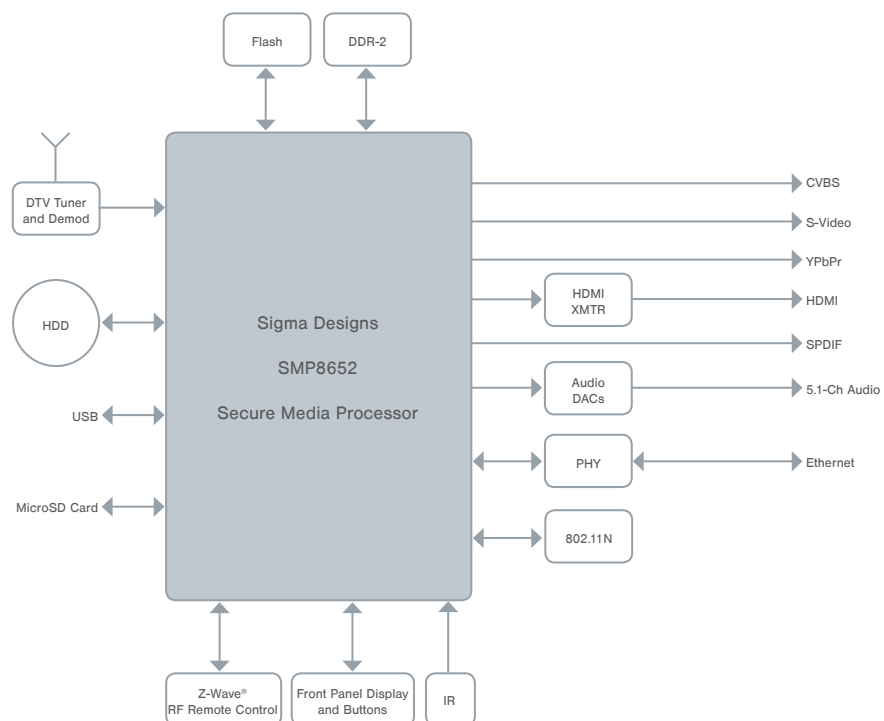 Flash
DDR-2
DTV Tuner
and Demod
HDD
USB
MicroSD Card
Sigma Designs
SMP8652
Secure Media Processor
CVBS
S-Video
YPbPr
HDMI
XMTR
HDMI
SPDIF
Audio
DACs
5.1-Ch Audio
PHY
Ethernet
802.11N
Z-Wave®
RF Remote Control
Front Panel Display
and Buttons
IR